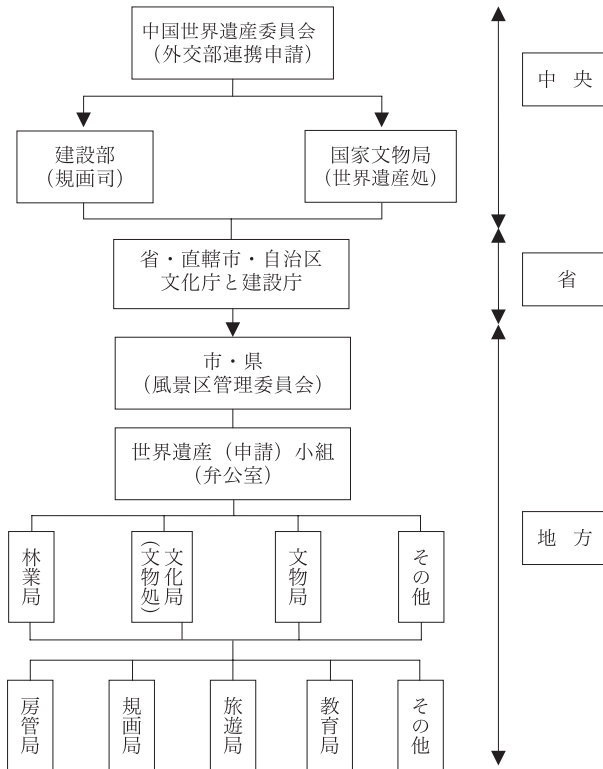 中国世界遺産委員会
(外交部連携申請)
中 央
建設部
(規画司)
国家文物局
(世界遺産処)
省・直轄市・自治区
文化庁と建設庁
省
市・県
(風景区管理委員会)
世界遺産（申請）小組
(弁公室)
地 方
林業局
文化局
(文物処)
文物局
その他
房管局
規画局
旅遊局
教育局
その他